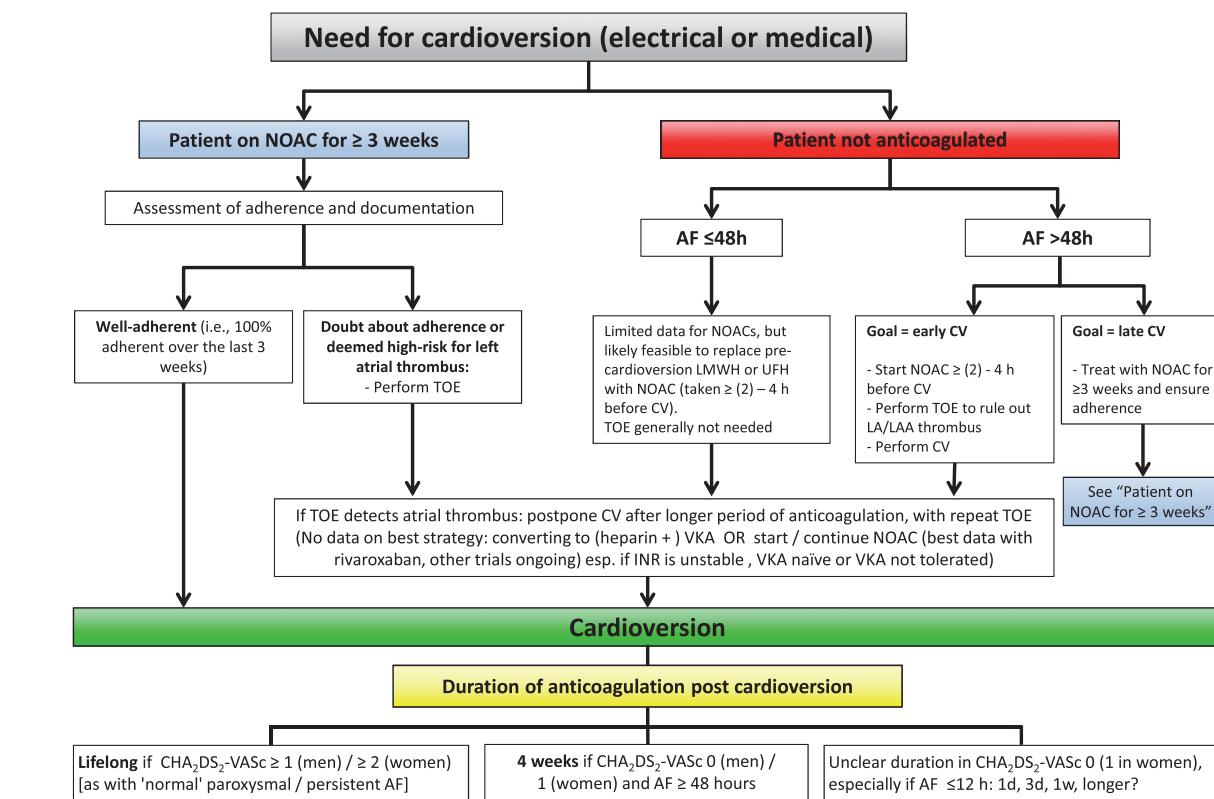 Need for cardioversion (electrical or medical)
Patient on NOAC for ≥ 3 weeks
Patient not anticoagulated
Assessment of adherence and documentation
AF ≤48h
AF >48h
Well-adherent (i.e., 100%
adherent over the last 3
weeks)
Doubt about adherence or
deemed high-risk for left
atrial thrombus:
- Perform TOE
Limited data for NOACs, but
likely feasible to replace pre-
cardioversion LMWH or UFH
with NOAC (taken ≥ (2) – 4 h
before CV).
TOE generally not needed
Goal = early CV
- Start NOAC ≥ (2) - 4 h
before CV
- Perform TOE to rule out
LA/LAA thrombus
- Perform CV
Goal = late CV
- Treat with NOAC for
≥3 weeks and ensure
adherence
See “Patient on
NOAC for ≥ 3 weeks”
If TOE detects atrial thrombus: postpone CV after longer period of anticoagulation, with repeat TOE
(No data on best strategy: converting to (heparin + ) VKA OR start / continue NOAC (best data with
rivaroxaban, other trials ongoing) esp. if INR is unstable , VKA naïve or VKA not tolerated)
Cardioversion
Duration of anticoagulation post cardioversion
Lifelong if CHA₂DS₂-VASc ≥ 1 (men) / ≥ 2 (women)
[as with 'normal' paroxysmal / persistent AF]
4 weeks if CHA₂DS₂-VASc 0 (men) /
1 (women) and AF ≥ 48 hours
Unclear duration in CHA₂DS₂-VASc 0 (1 in women),
especially if AF ≤12 h: 1d, 3d, 1w, longer?